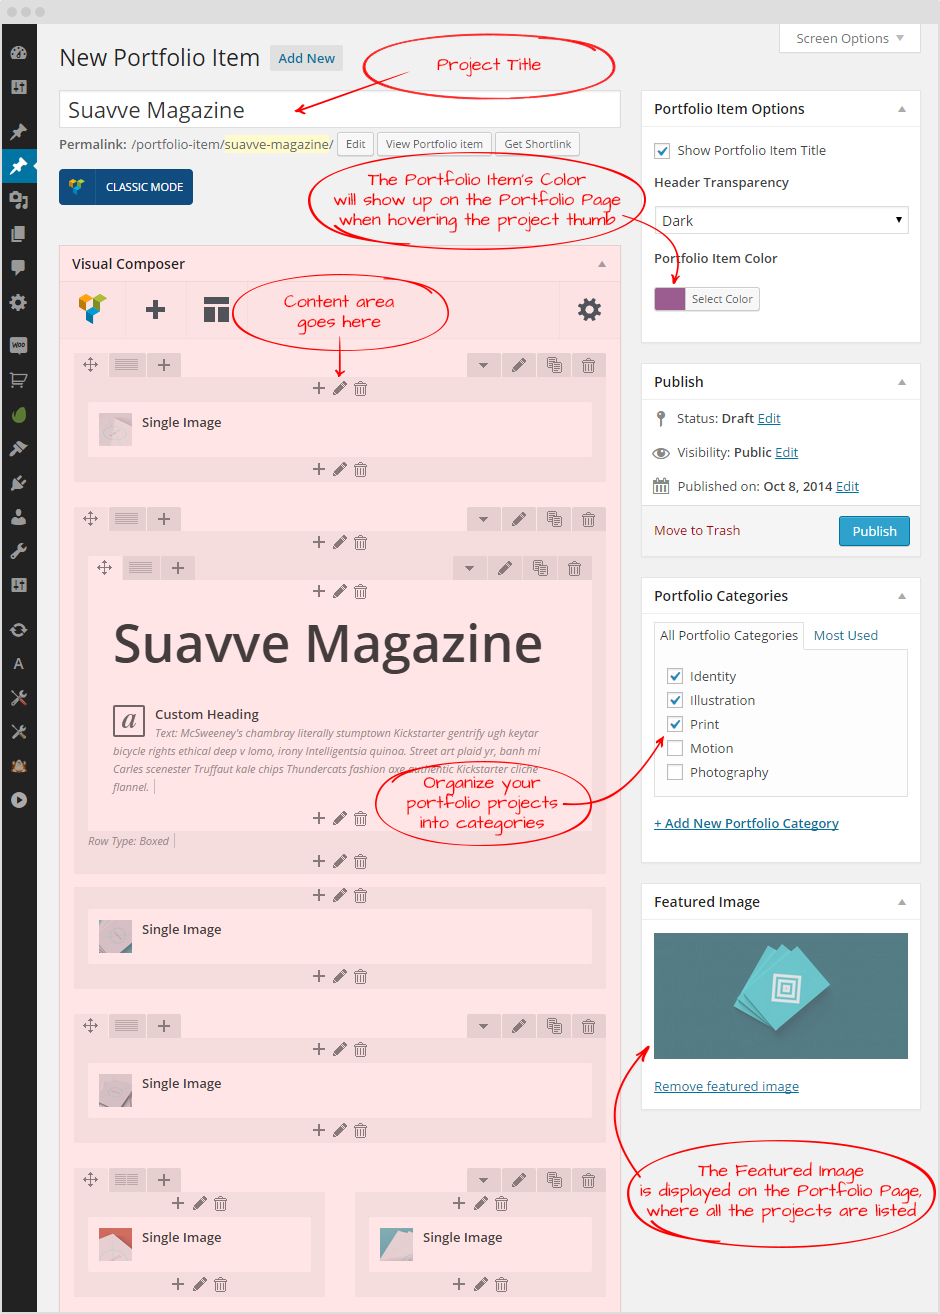 Screen Options
New Portfolio Item Add New
Project Title
Suavve Magazine
Permalink: /portfolio-item/suavve-magazine/ Edit View Portfolio item Get Shortlink
CLASSIC MODE
The Portfolio Item's Color
will show up on the Portfolio Page
when hovering the project thumb
Visual Composer
Content area
goes here
Single Image
Suavve Magazine
a Custom Heading
Text: McSweeney's chambray literally stumptown Kickstarter gentrify ugh keytar
bicycle rights ethical deep v lomo, irony Intelligentsia quinoa. Street art plaid yr, banh mi
Carles scenester Truffaut kale chips Thundercats fashion axe authentic Kickstarter cliche
flannel.
Organize your
portfolio projects
into categories
Row Type: Boxed
Single Image
Single Image
Single Image
Single Image
Portfolio Item Options
Show Portfolio Item Title
Header Transparency
Dark
Portfolio Item Color
Select Color
Publish
Status: Draft Edit
Visibility: Public Edit
Published on: Oct 8, 2014 Edit
Move to Trash
Publish
Portfolio Categories
All Portfolio Categories Most Used
Identity
Illustration
Print
Motion
Photography
+ Add New Portfolio Category
Featured Image
Remove featured image
The Featured Image
is displayed on the Portfolio Page,
where all the projects are listed
WOO
A